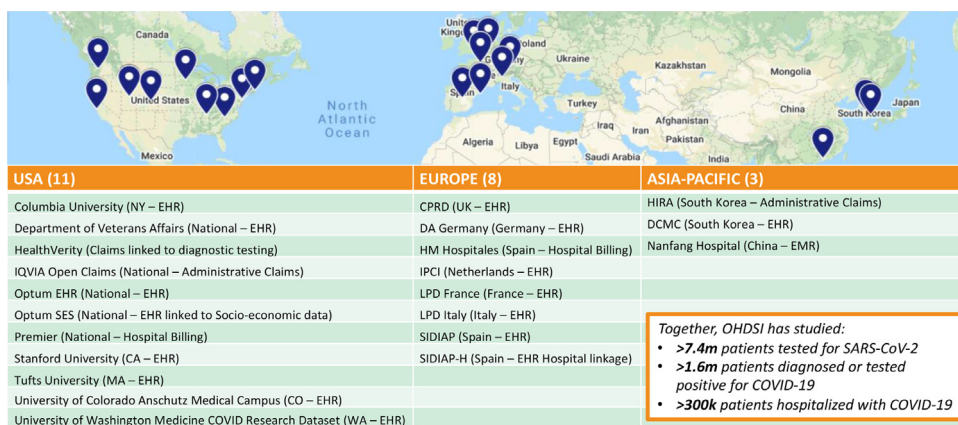 Canada
United States
Mexico
North
Atlantic
Ocean
Poland
Ukraine
Italy
Turkey
Algeria
Libya
Egypt
Iraq
Iran
Saudi Arabia
Kazakhstan
Afghanistan
Pakistan
India
Mongolia
China
South Korea
Japan
USA (11)
Columbia University (NY – EHR)
Department of Veterans Affairs (National – EHR)
HealthVerity (Claims linked to diagnostic testing)
IQVIA Open Claims (National – Administrative Claims)
Optum EHR (National – EHR)
Optum SES (National – EHR linked to Socio-economic data)
Premier (National – Hospital Billing)
Stanford University (CA – EHR)
Tufts University (MA – EHR)
University of Colorado Anschutz Medical Campus (CO – EHR)
University of Washington Medicine COVID Research Dataset (WA – EHR)
EUROPE (8)
CPRD (UK – EHR)
DA Germany (Germany – EHR)
HM Hospitales (Spain – Hospital Billing)
IPCI (Netherlands – EHR)
LPD France (France – EHR)
LPD Italy (Italy – EHR)
SIDIAP (Spain – EHR)
SIDIAP-H (Spain – EHR Hospital linkage)
ASIA-PACIFIC (3)
HIRA (South Korea – Administrative Claims)
DCMC (South Korea – EHR)
Nanfang Hospital (China – EMR)
Together, OHDSI has studied:
• >7.4m patients tested for SARS-CoV-2
• >1.6m patients diagnosed or tested
positive for COVID-19
• >300k patients hospitalized with COVID-19